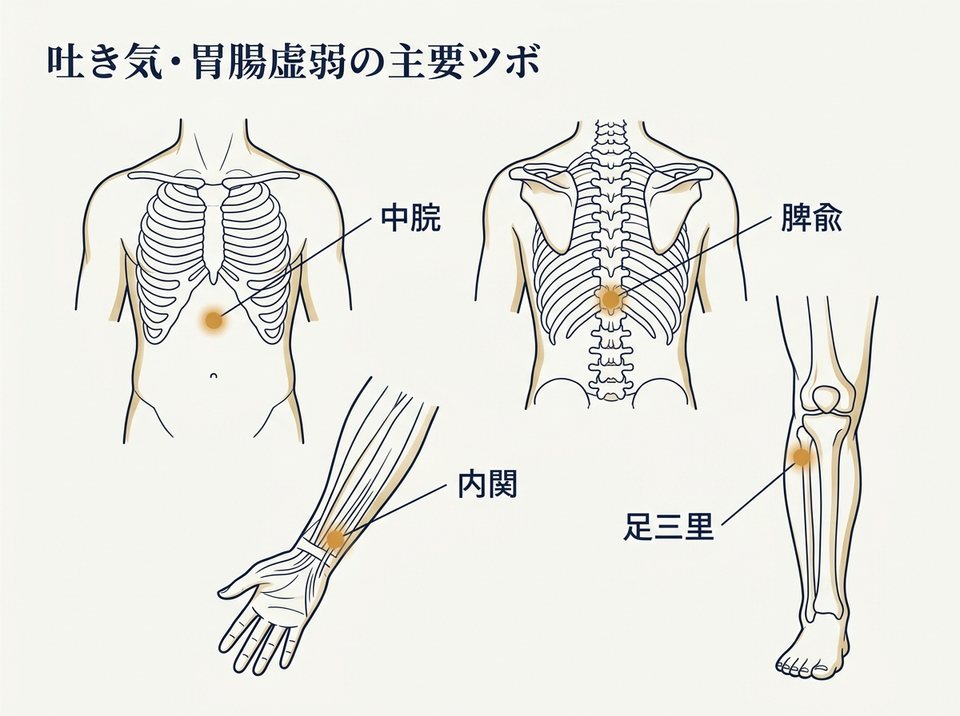 吐き気・胃腸虚弱の主要ツボ
中脘
脾兪
内関
足三里